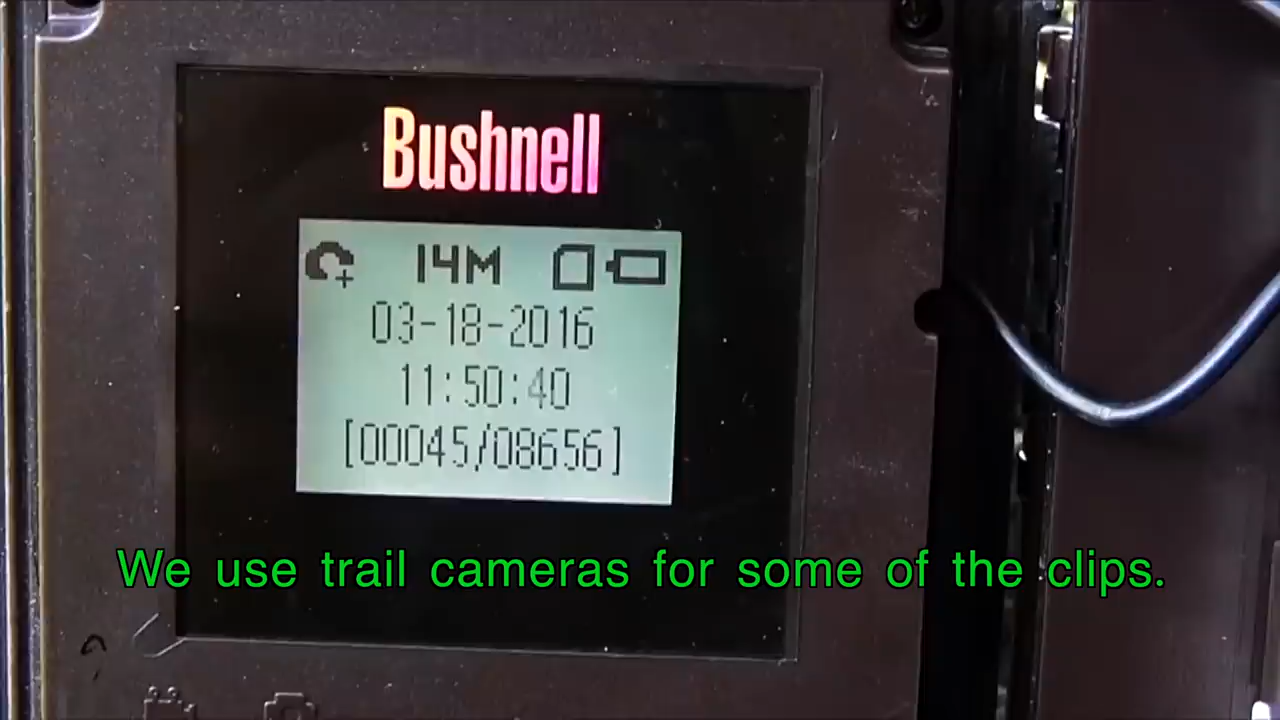 Bushnell
14M
03-18-2016
11:50:40
[00045/08656]
We use trail cameras for some of the clips.